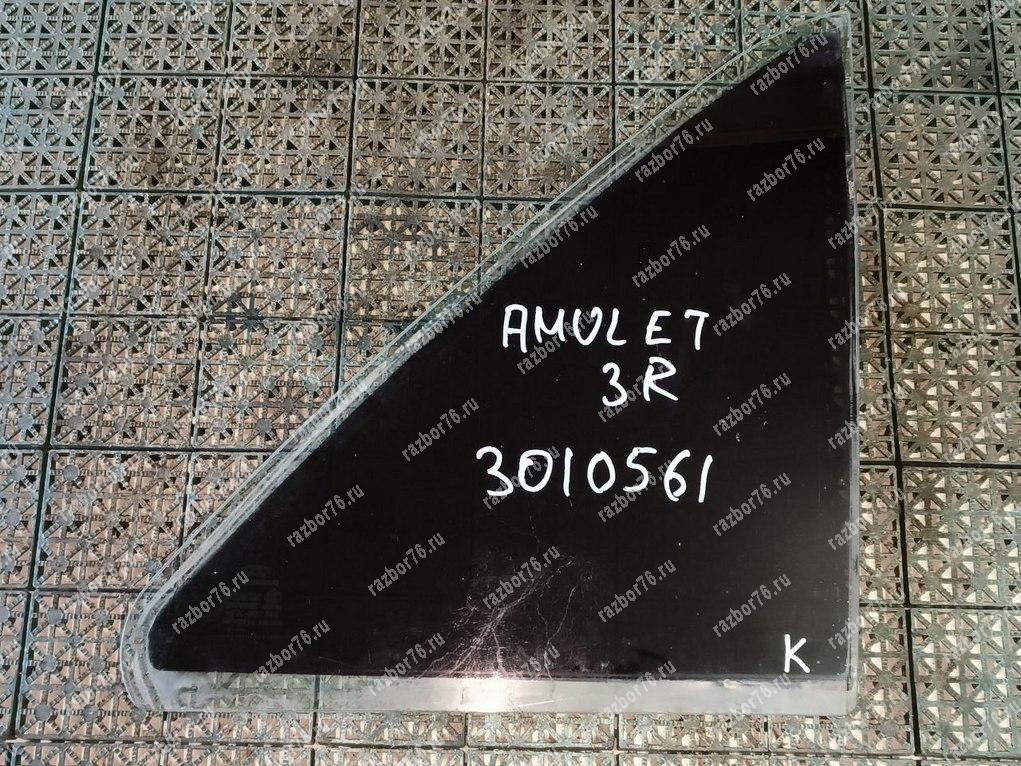 AMULET
3R
3010561
K
razbor76.ru